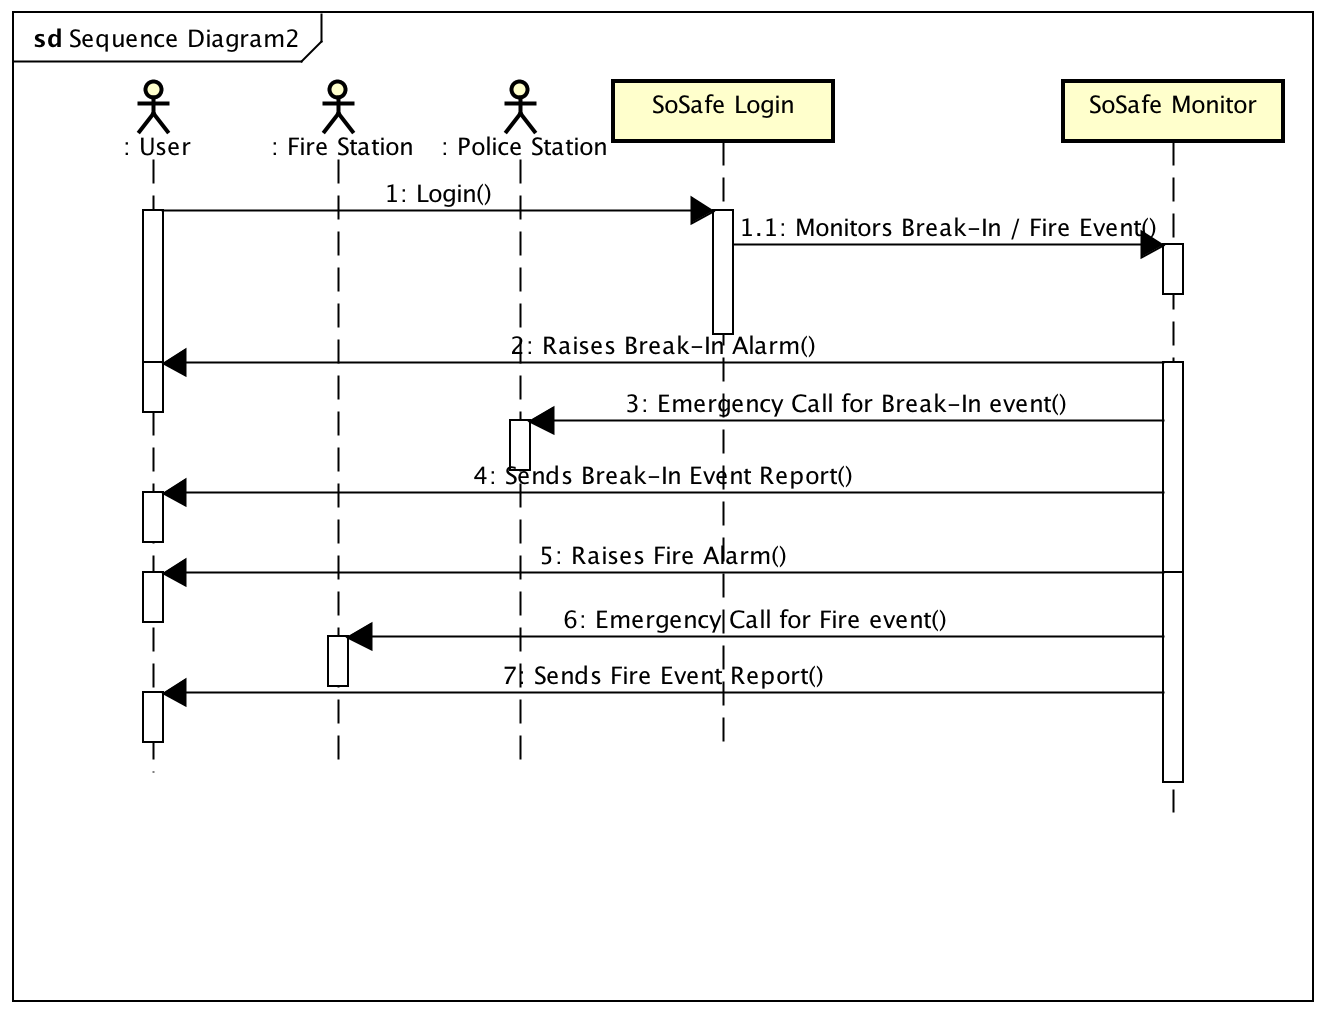 sd Sequence Diagram2
SoSafe Login
SoSafe Monitor
: User
: Fire Station
: Police Station
1: Login()
1.1: Monitors Break-In / Fire Event()
2: Raises Break-In Alarm()
3: Emergency Call for Break-In event()
4: Sends Break-In Event Report()
5: Raises Fire Alarm()
6: Emergency Call for Fire event()
7: Sends Fire Event Report()